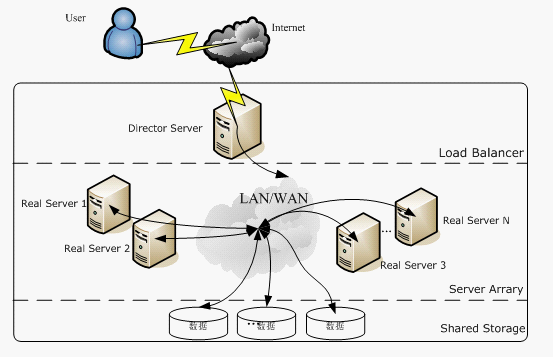 User
Internet
Director Server
Load Balancer
LAN/WAN
Real Server 1
Real Server N
Real Server 2
...
Real Server 3
Server Arrary
数据
...
数据
数据
Shared Storage